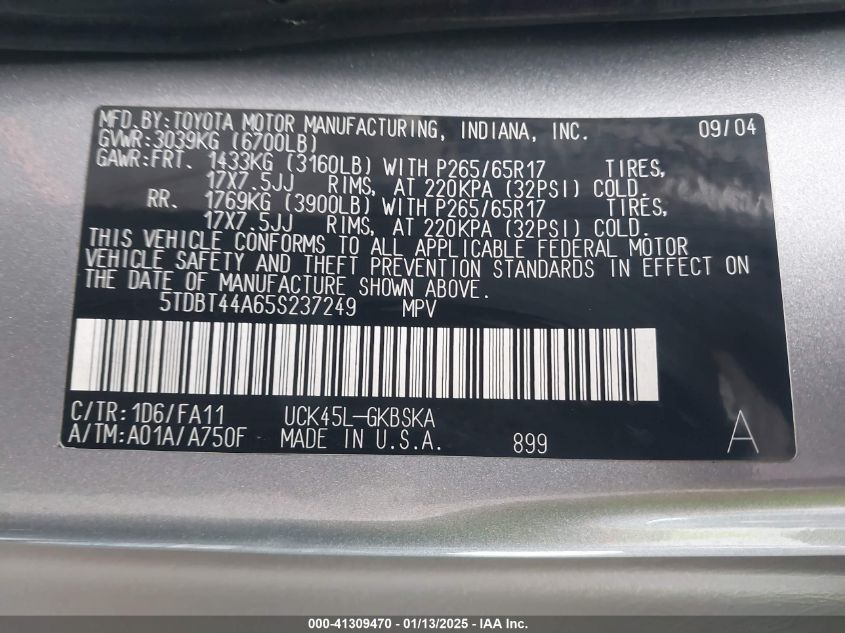 MFD. BY: TOYOTA MOTOR MANUFACTURING, INDIANA, INC. 09/04
GVWR: 3039KG (6700LB)
GAWR: FRT. 1433KG (3160LB) WITH P265/65R17 TIRES,
17X7.5JJ RIMS, AT 220KPA (32PSI) COLD.
RR. 1769KG (3900LB) WITH P265/65R17 TIRES,
17X7.5JJ RIMS, AT 220KPA (32PSI) COLD.
THIS VEHICLE CONFORMS TO ALL APPLICABLE FEDERAL MOTOR
VEHICLE SAFETY AND THEFT PREVENTION STANDARDS IN EFFECT ON
THE DATE OF MANUFACTURE SHOWN ABOVE.
5TDBT44A65S237249 MPV
C/TR: 1D6/FA11 UCK45L-GKBSKA
A/TM: A01A/A750F MADE IN U.S.A. 899 A
000-41309470 — 01/13/2025 - IAA Inc.